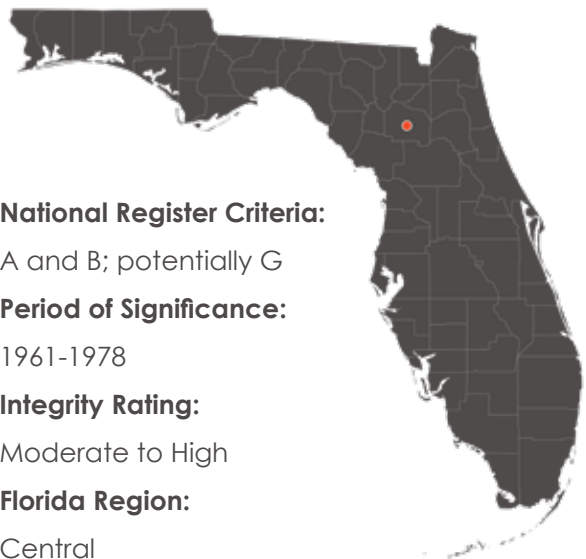 National Register Criteria:
A and B; potentially G
Period of Significance:
1961-1978
Integrity Rating:
Moderate to High
Florida Region:
Central